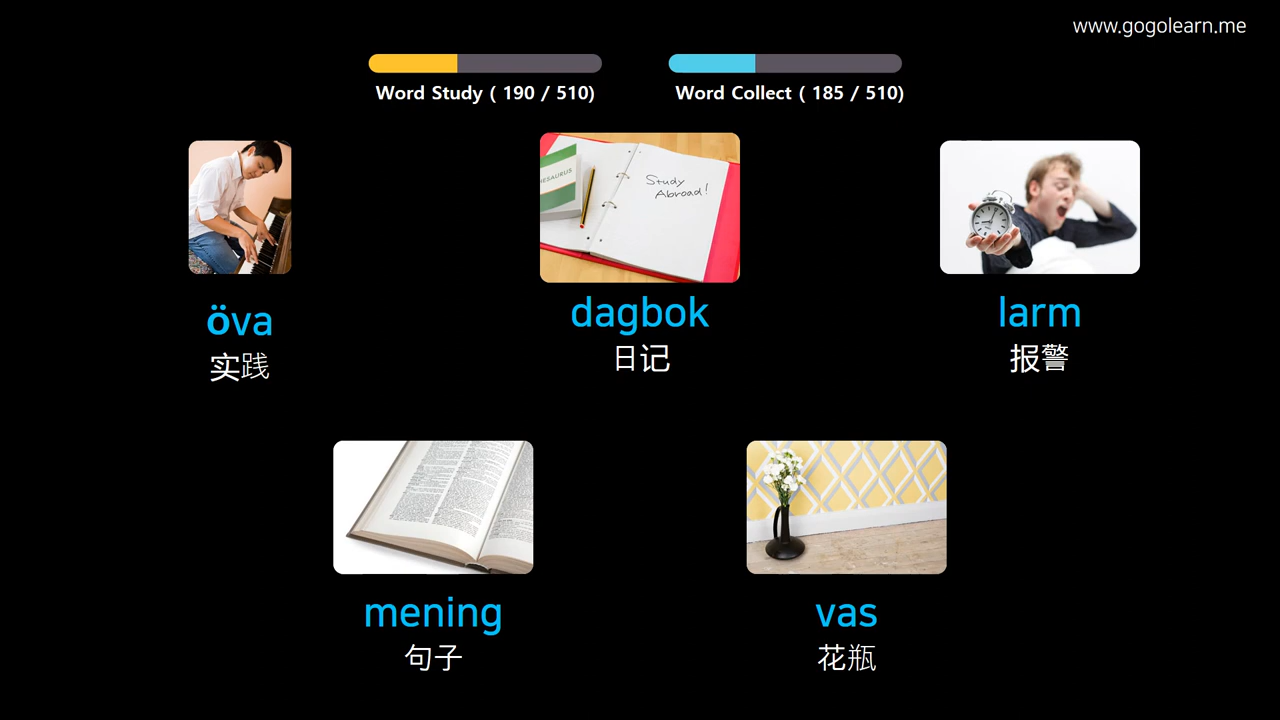 www.gogolearn.me
Word Study ( 190 / 510)
Word Collect ( 185 / 510)
ESAURUS
Study
Abroad!
öva
实践
dagbok
日记
larm
报警
mening
句子
vas
花瓶